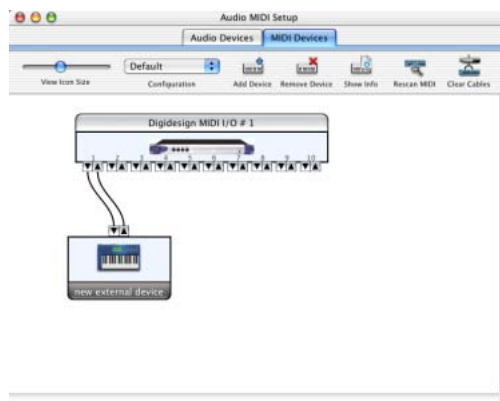 Audio MIDI Setup
Audio Devices MIDI Devices
Default
View Icon Size Configuration Add Device Remove Device Show Info Rescan MIDI Clear Cables
Digidesign MIDI I/O # 1
1 2 3 4 5 6 7 8 9 10
new external device